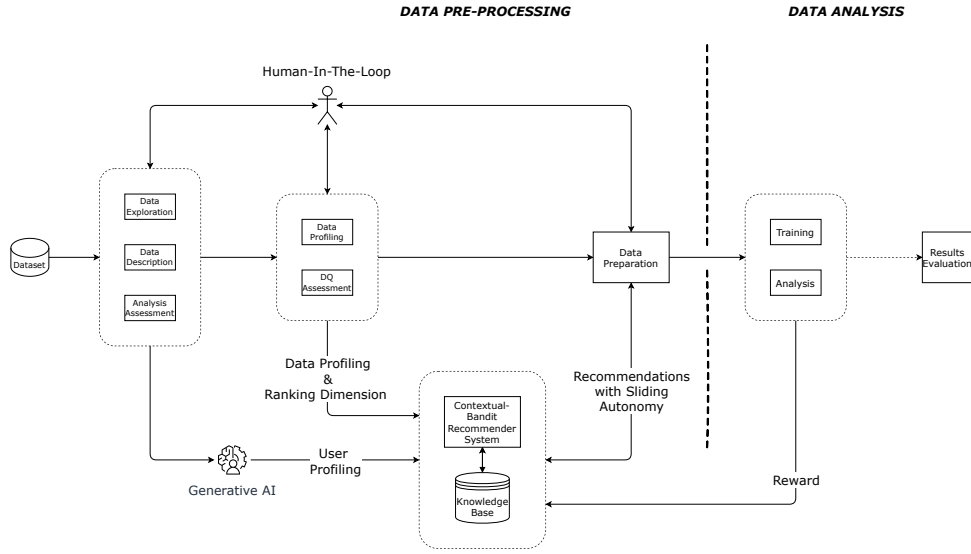 DATA PRE-PROCESSING
DATA ANALYSIS
Human-In-The-Loop
Dataset
Data
Exploration
Data
Description
Analysis
Assessment
Data
Profiling
DQ
Assessment
Data
Preparation
Training
Analysis
Results
Evaluation
Data Profiling
&
Ranking Dimension
Recommendations
with Sliding
Autonomy
Contextual-
Bandit
Recommender
System
Knowledge
Base
Generative AI
User
Profiling
Reward